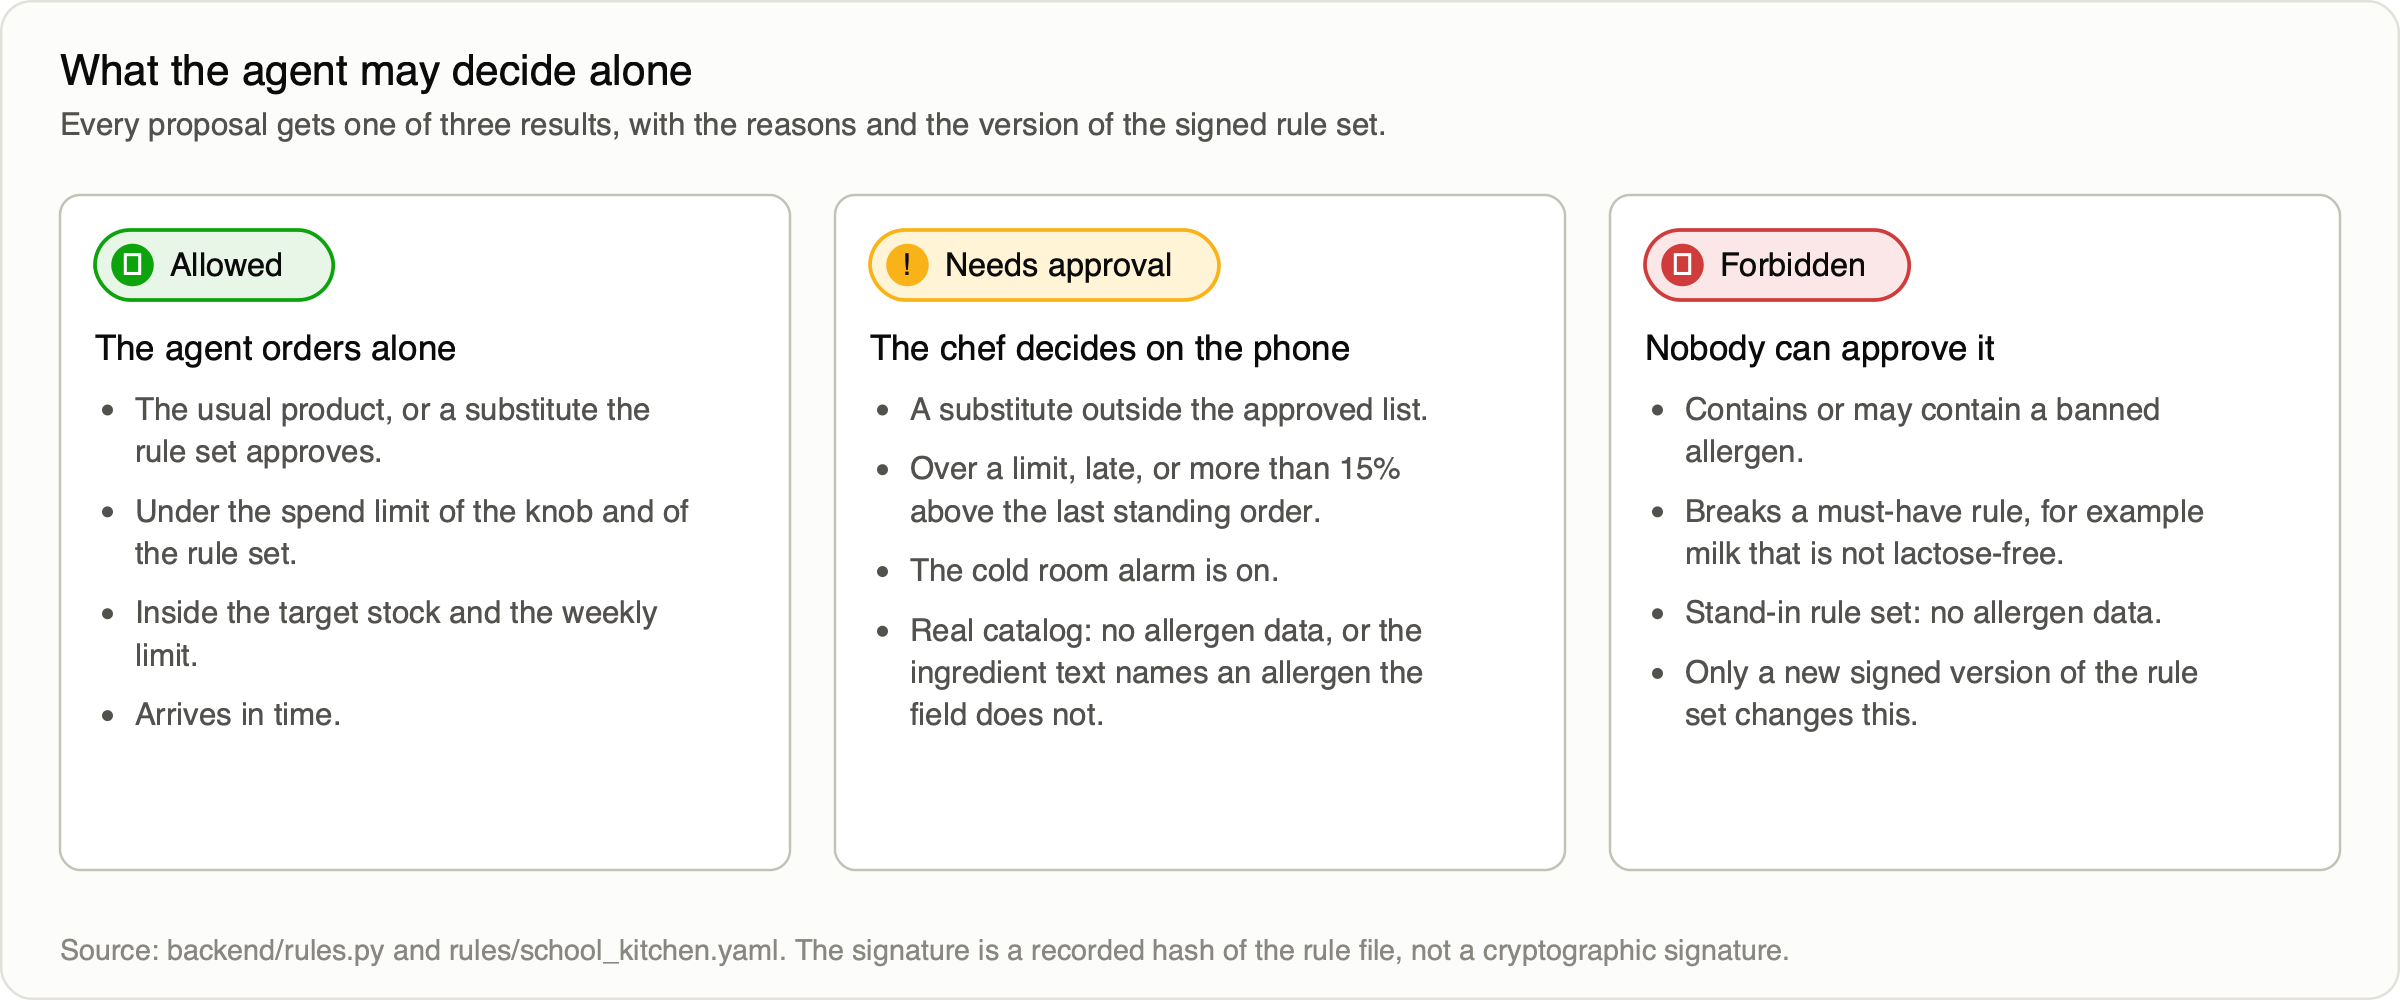 What the agent may decide alone
Every proposal gets one of three results, with the reasons and the version of the signed rule set.
Allowed
The agent orders alone
• The usual product, or a substitute the
rule set approves.
• Under the spend limit of the knob and of
the rule set.
• Inside the target stock and the weekly
limit.
• Arrives in time.
! Needs approval
The chef decides on the phone
• A substitute outside the approved list.
• Over a limit, late, or more than 15%
above the last standing order.
• The cold room alarm is on.
• Real catalog: no allergen data, or the
ingredient text names an allergen the
field does not.
Forbidden
Nobody can approve it
• Contains or may contain a banned
allergen.
• Breaks a must-have rule, for example
milk that is not lactose-free.
• Stand-in rule set: no allergen data.
• Only a new signed version of the rule
set changes this.
Source: backend/rules.py and rules/school_kitchen.yaml. The signature is a recorded hash of the rule file, not a cryptographic signature.